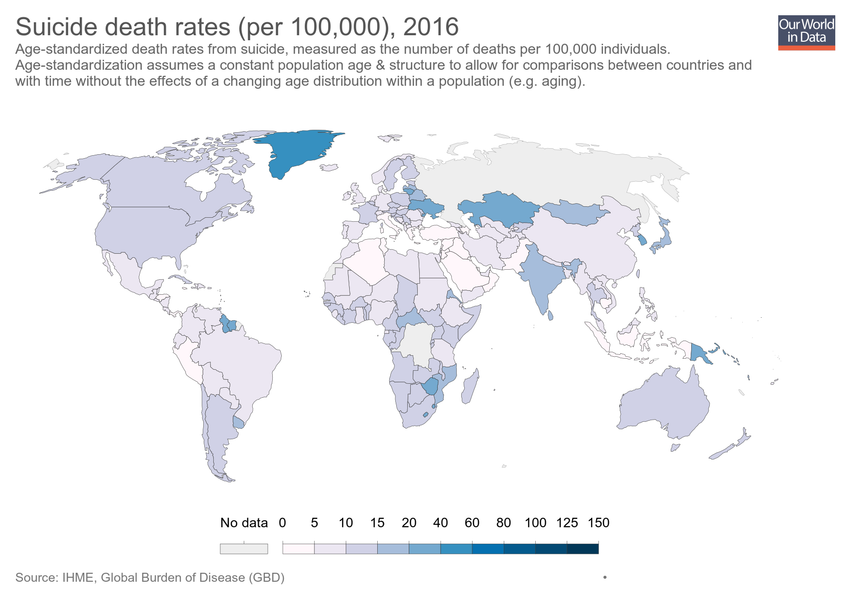 Suicide death rates (per 100,000), 2016
Our World
in Data
Age-standardized death rates from suicide, measured as the number of deaths per 100,000 individuals.
Age-standardization assumes a constant population age & structure to allow for comparisons between countries and
with time without the effects of a changing age distribution within a population (e.g. aging).
No data 0 5 10 15 20 40 60 80 100 125 150
Source: IHME, Global Burden of Disease (GBD)